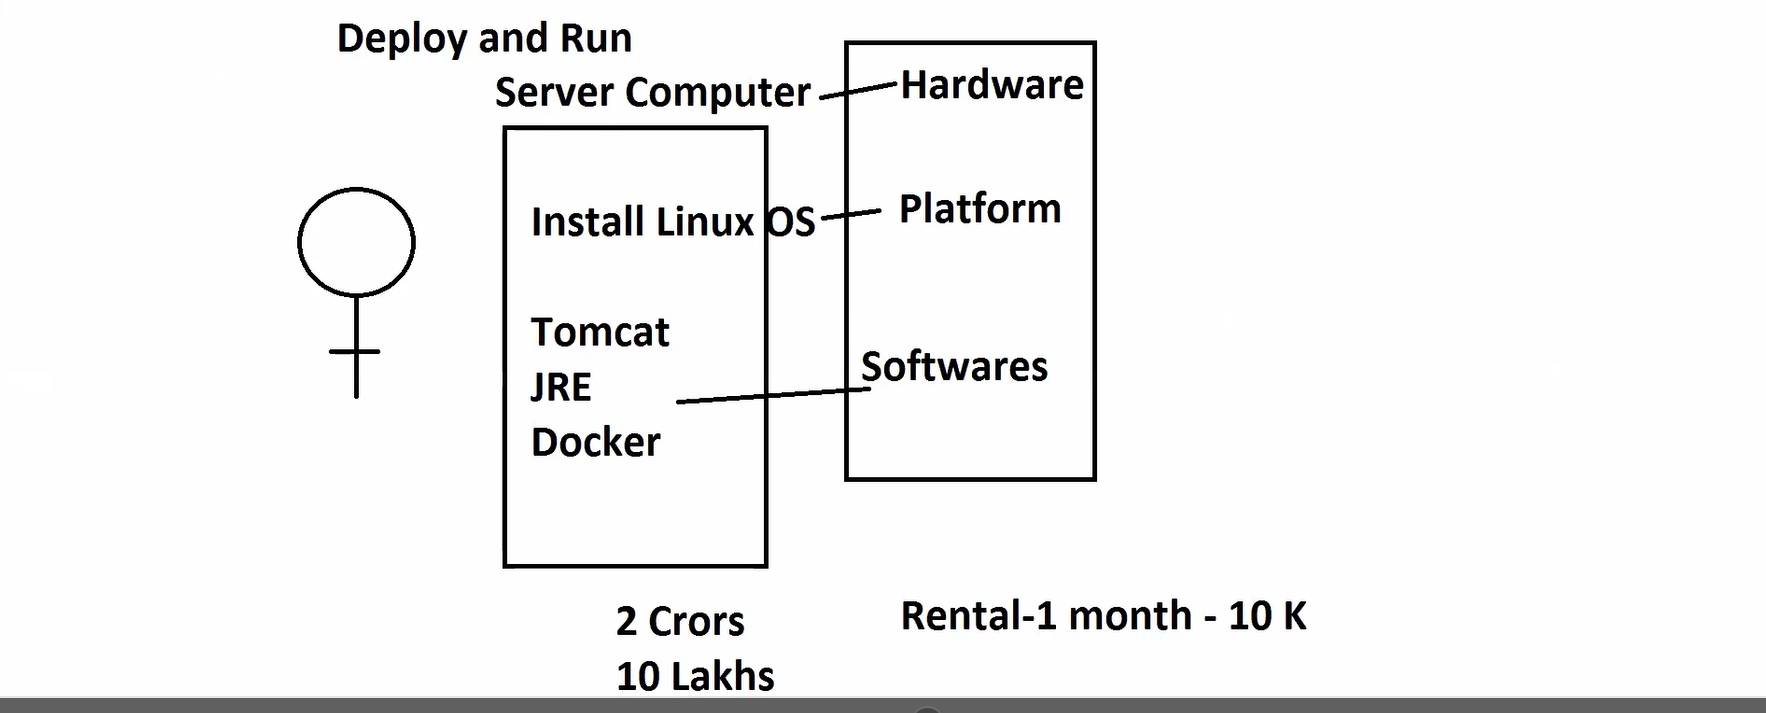 Deploy and Run
Server Computer
Hardware
Install Linux OS
Platform
Tomcat
JRE
Docker
Softwares
2 Crors
10 Lakhs
Rental-1 month - 10 K